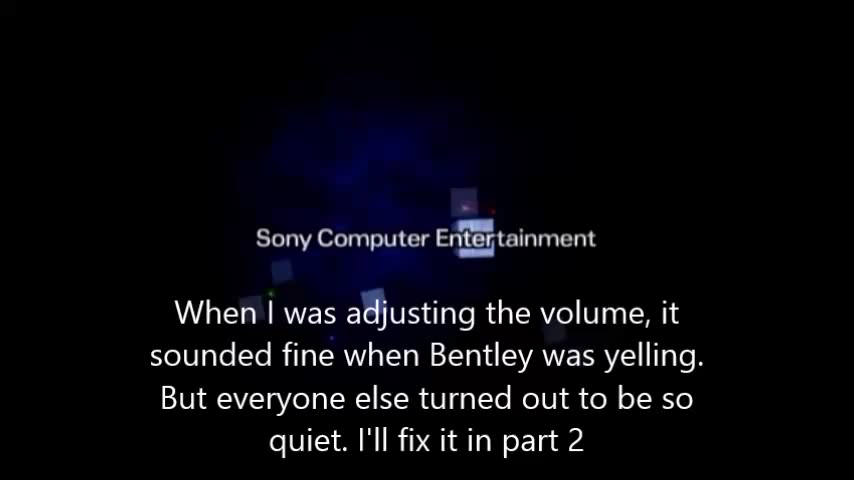 Sony Computer Entertainment
When I was adjusting the volume, it
sounded fine when Bentley was yelling.
But everyone else turned out to be so
quiet. I'll fix it in part 2